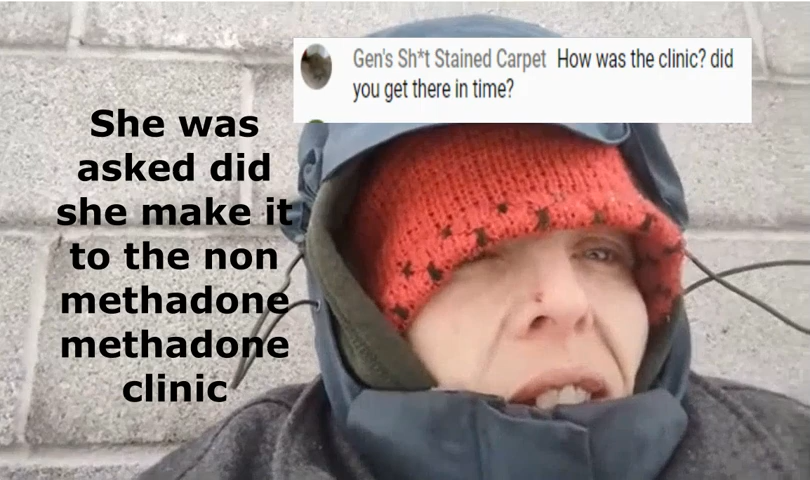 Gen's Sh*t Stained Carpet How was the clinic? did
you get there in time?
She was
asked did
she make it
to the non
methadone
methadone
clinic